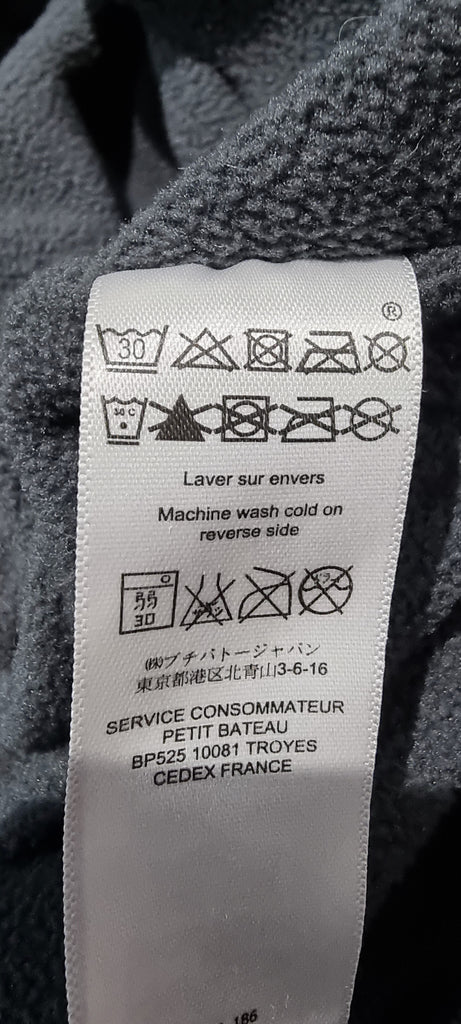 ®
30
30 C
Laver sur envers
Machine wash cold on
reverse side
弱
30
㈱プチバトージャパン
東京都港区北青山3-6-16
SERVICE CONSOMMATEUR
PETIT BATEAU
BP525 10081 TROYES
CEDEX FRANCE
186